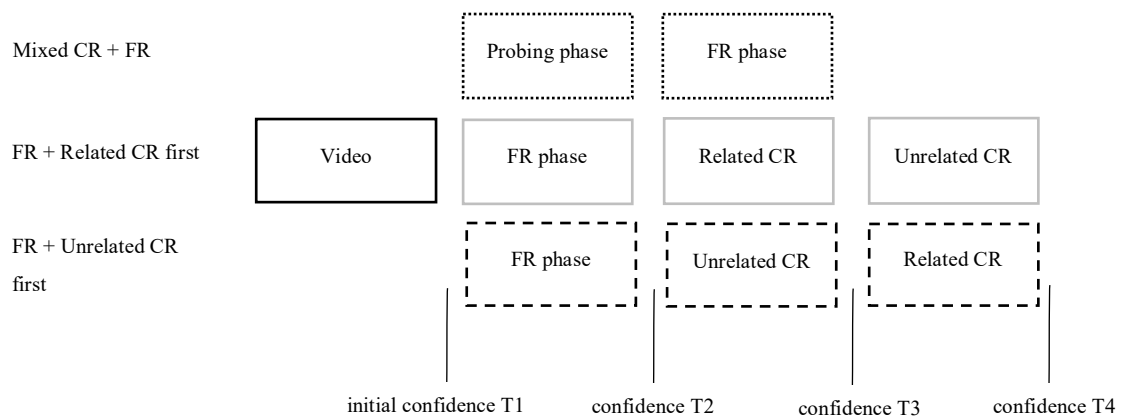 Mixed CR + FR
Probing phase
FR phase
FR + Related CR first
Video
FR phase
Related CR
Unrelated CR
FR + Unrelated CR
first
FR phase
Unrelated CR
Related CR
initial confidence T1
confidence T2
confidence T3
confidence T4